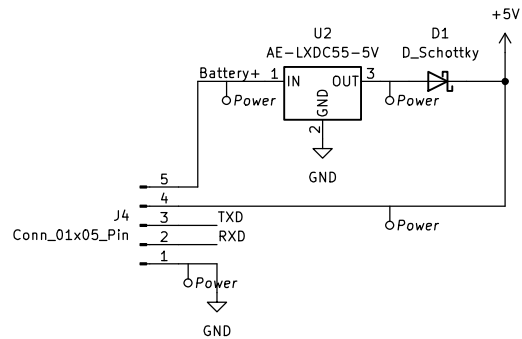 +5V
U2
D1
AE-LXDC55-5V
D_Schottky
Battery+
1
IN
OUT
3
Power
GND
Power
2
GND
5
4
J4
3
TXD
Power
Conn_01x05_Pin
2
RXD
1
Power
GND